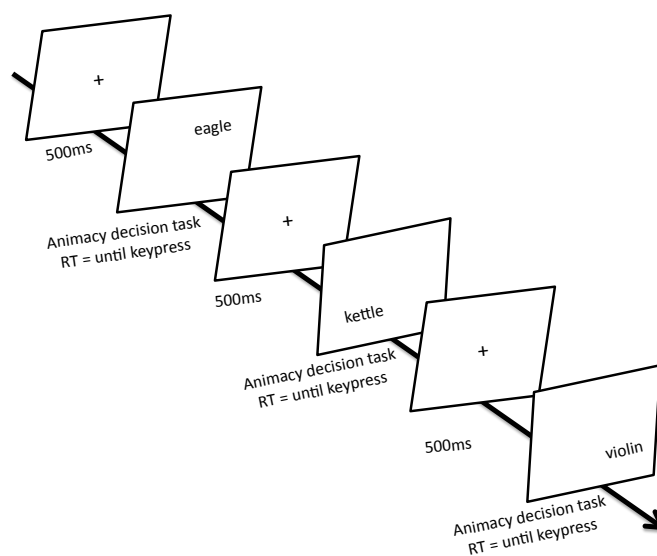 +
500ms
eagle
Animacy decision task
RT = until keypress
+
500ms
kettle
Animacy decision task
RT = until keypress
+
500ms
violin
Animacy decision task
RT = until keypress